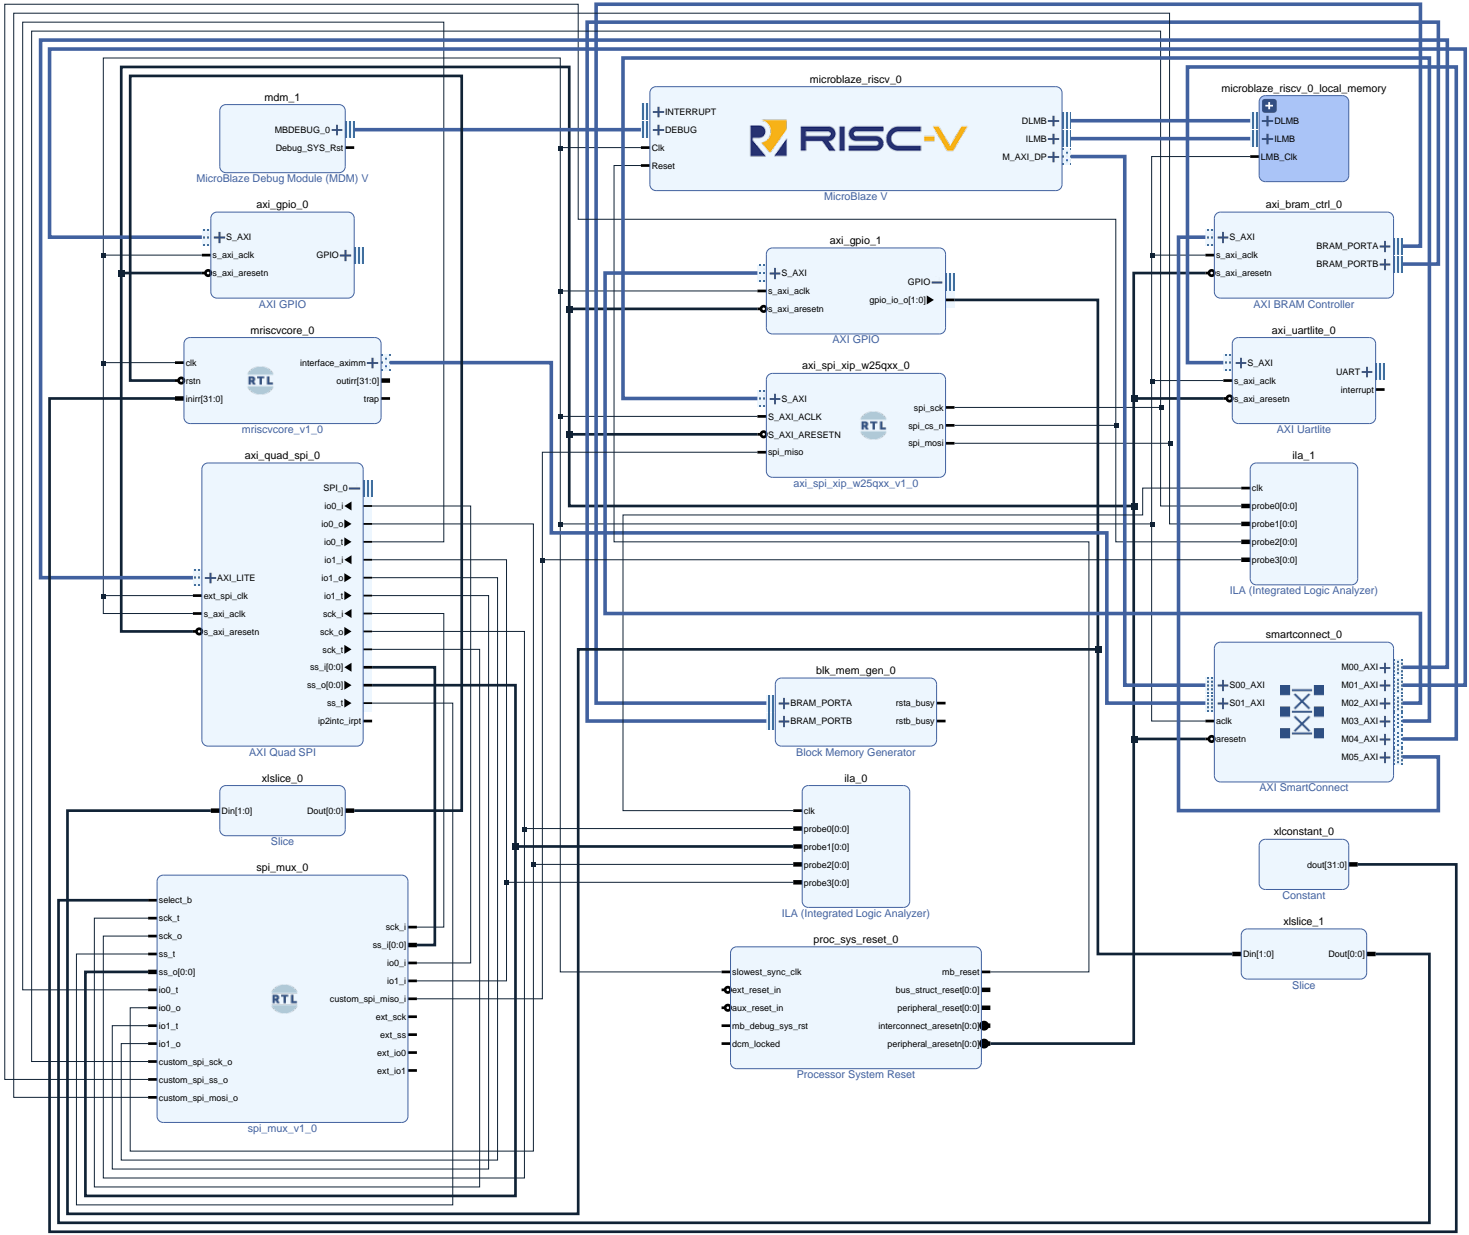 mdm_1
MBDEBUG_0
Debug_SYS_Rst
MicroBlaze Debug Module (MDM) V
axi_gpio_0
S_AXI
s_axi_aclk
s_axi_aresetn
GPIO
AXI GPIO
mriscvcore_0
clk
rstn
inirr[31:0]
RTL
interface_aximm
outirr[31:0]
trap
mriscvcore_v1_0
axi_quad_spi_0
AXI_LITE
ext_spi_clk
s_axi_aclk
s_axi_aresetn
SPI_0
io0_i
io0_o
io0_t
io1_i
io1_o
io1_t
sck_i
sck_o
sck_t
ss_i[0:0]
ss_o[0:0]
ss_t
ip2intc_irpt
AXI Quad SPI
xlslice_0
Din[1:0]
Dout[0:0]
Slice
spi_mux_0
select_b
sck_t
sck_o
ss_t
ss_o[0:0]
io0_t
io0_o
io1_t
io1_o
custom_spi_sck_o
custom_spi_ss_o
custom_spi_mosi_o
RTL
sck_i
ss_i[0:0]
io0_i
io1_i
custom_spi_miso_i
ext_sck
ext_ss
ext_io0
ext_io1
spi_mux_v1_0
microblaze_riscv_0
INTERRUPT
DEBUG
Clk
Reset
RISC-V
DLMB
ILMB
M_AXI_DP
MicroBlaze V
axi_gpio_1
S_AXI
s_axi_aclk
s_axi_aresetn
GPIO
gpio_io_o[1:0]
AXI GPIO
axi_spi_xip_w25qxx_0
S_AXI
S_AXI_ACLK
S_AXI_ARESETN
spi_miso
RTL
spi_sck
spi_cs_n
spi_mosi
axi_spi_xip_w25qxx_v1_0
blk_mem_gen_0
BRAM_PORTA
BRAM_PORTB
rsta_busy
rstb_busy
Block Memory Generator
ila_0
clk
probe0[0:0]
probe1[0:0]
probe2[0:0]
probe3[0:0]
ILA (Integrated Logic Analyzer)
proc_sys_reset_0
slowest_sync_clk
ext_reset_in
aux_reset_in
mb_debug_sys_rst
dcm_locked
mb_reset
bus_struct_reset[0:0]
peripheral_reset[0:0]
interconnect_aresetn[0:0]
peripheral_aresetn[0:0]
Processor System Reset
microblaze_riscv_0_local_memory
DLMB
ILMB
LMB_Clk
axi_bram_ctrl_0
S_AXI
s_axi_aclk
s_axi_aresetn
BRAM_PORTA
BRAM_PORTB
AXI BRAM Controller
axi_uartlite_0
S_AXI
s_axi_aclk
s_axi_aresetn
UART
interrupt
AXI Uartlite
ila_1
clk
probe0[0:0]
probe1[0:0]
probe2[0:0]
probe3[0:0]
ILA (Integrated Logic Analyzer)
smartconnect_0
S00_AXI
S01_AXI
aclk
aresetn
M00_AXI
M01_AXI
M02_AXI
M03_AXI
M04_AXI
M05_AXI
AXI SmartConnect
xlconstant_0
dout[31:0]
Constant
xlslice_1
Din[1:0]
Dout[0:0]
Slice